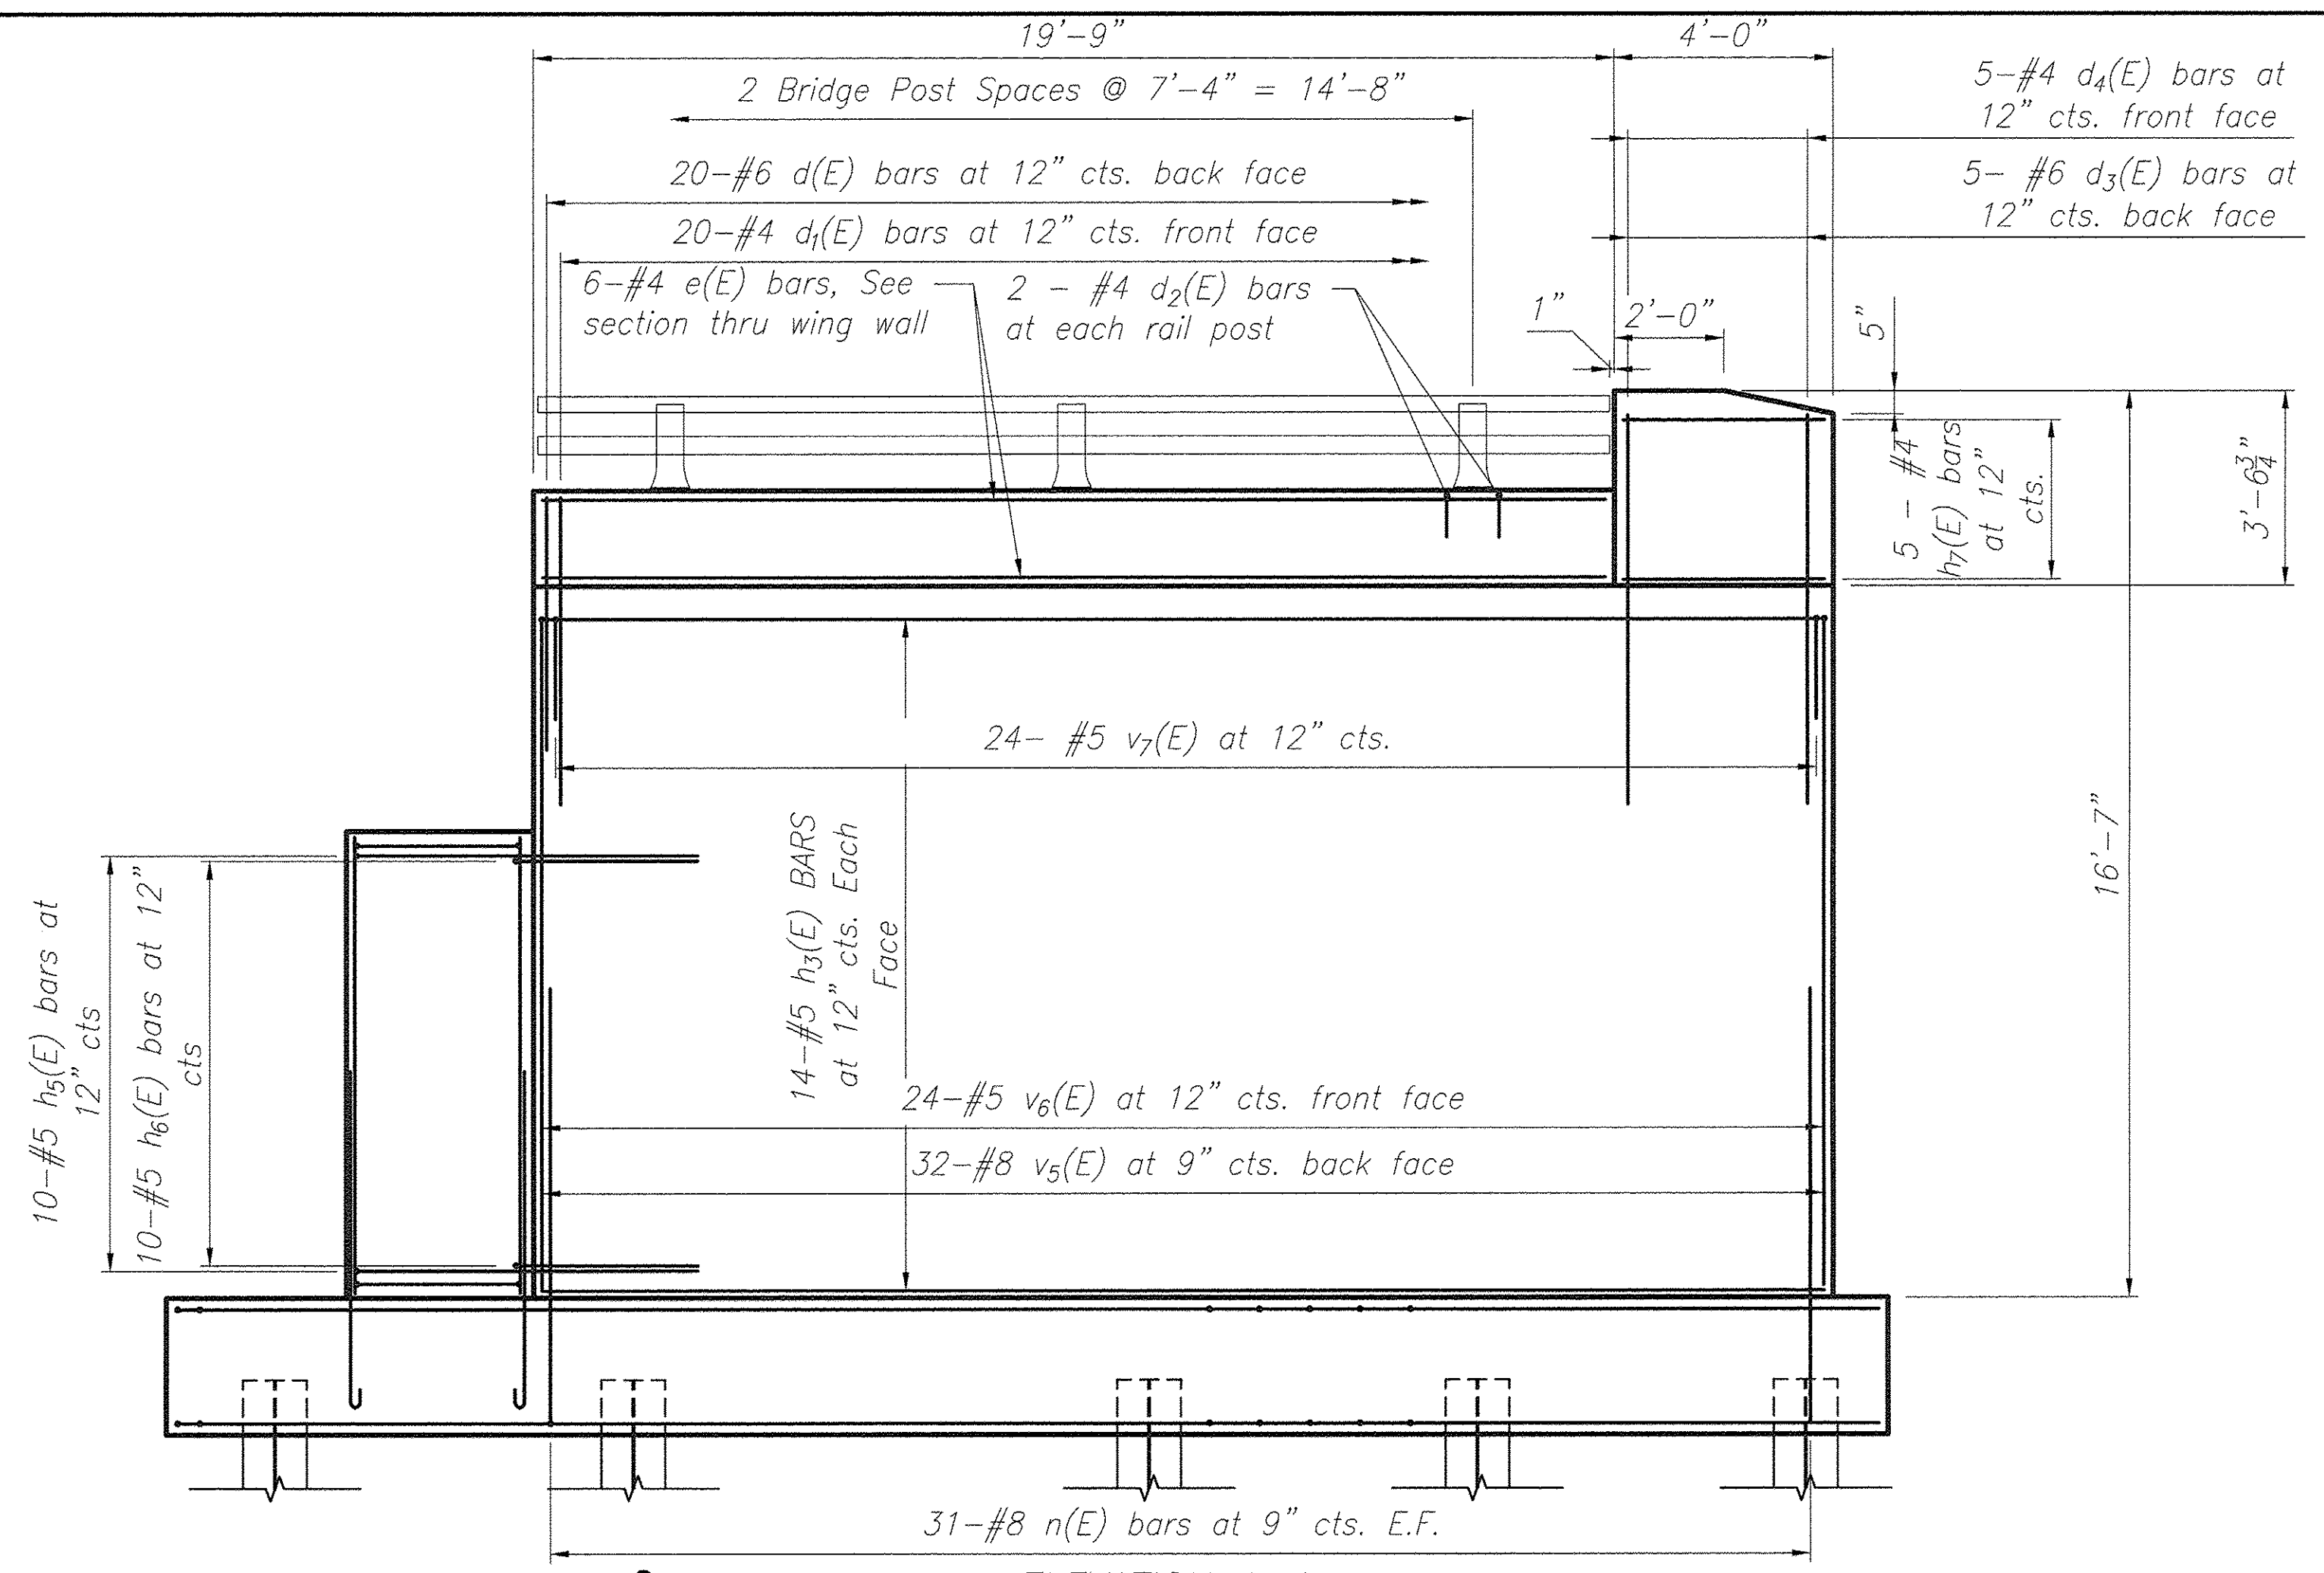 19'-9"
4'-0"
2 Bridge Post Spaces @ 7'-4" = 14'-8"
5-#4 d4(E) bars at
12" cts. front face
20-#6 d(E) bars at 12" cts. back face
5- #6 d3(E) bars at
12" cts. back face
20-#4 d1(E) bars at 12" cts. front face
6-#4 e(E) bars, See
section thru wing wall
2 - #4 d2(E) bars
at each rail post
1"
2'-0"
5"
5 - #4
h7(E) bars
at 12"
cts.
3'-6 3/4"
24- #5 v7(E) at 12" cts.
16'-7"
14-#5 h3(E) BARS
at 12" cts. Each
Face
10-#5 h5(E) bars at
12" cts
10-#5 h6(E) bars at 12"
cts
24-#5 v6(E) at 12" cts. front face
32-#8 v5(E) at 9" cts. back face
31-#8 n(E) bars at 9" cts. E.F.